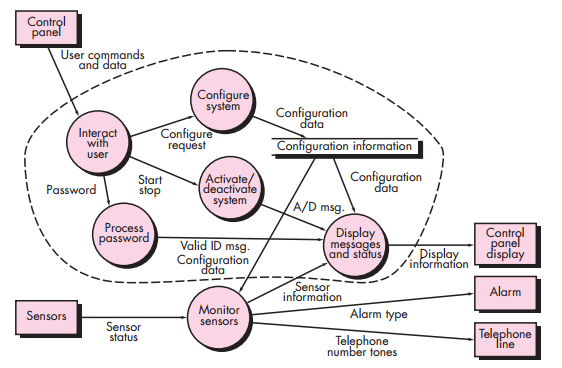 Control
panel
User commands
and data
Configure
system
Configuration
data
Interact
with
user
Configure
request
Configuration information
Password
Start
stop
Activate/
deactivate
system
Configuration
data
A/D msg.
Process
password
Valid ID msg.
Configuration
data
Display
messages
and status
Control
panel
display
Display
information
Sensor
information
Sensors
Sensor
status
Monitor
sensors
Alarm type
Alarm
Telephone
number tones
Telephone
line